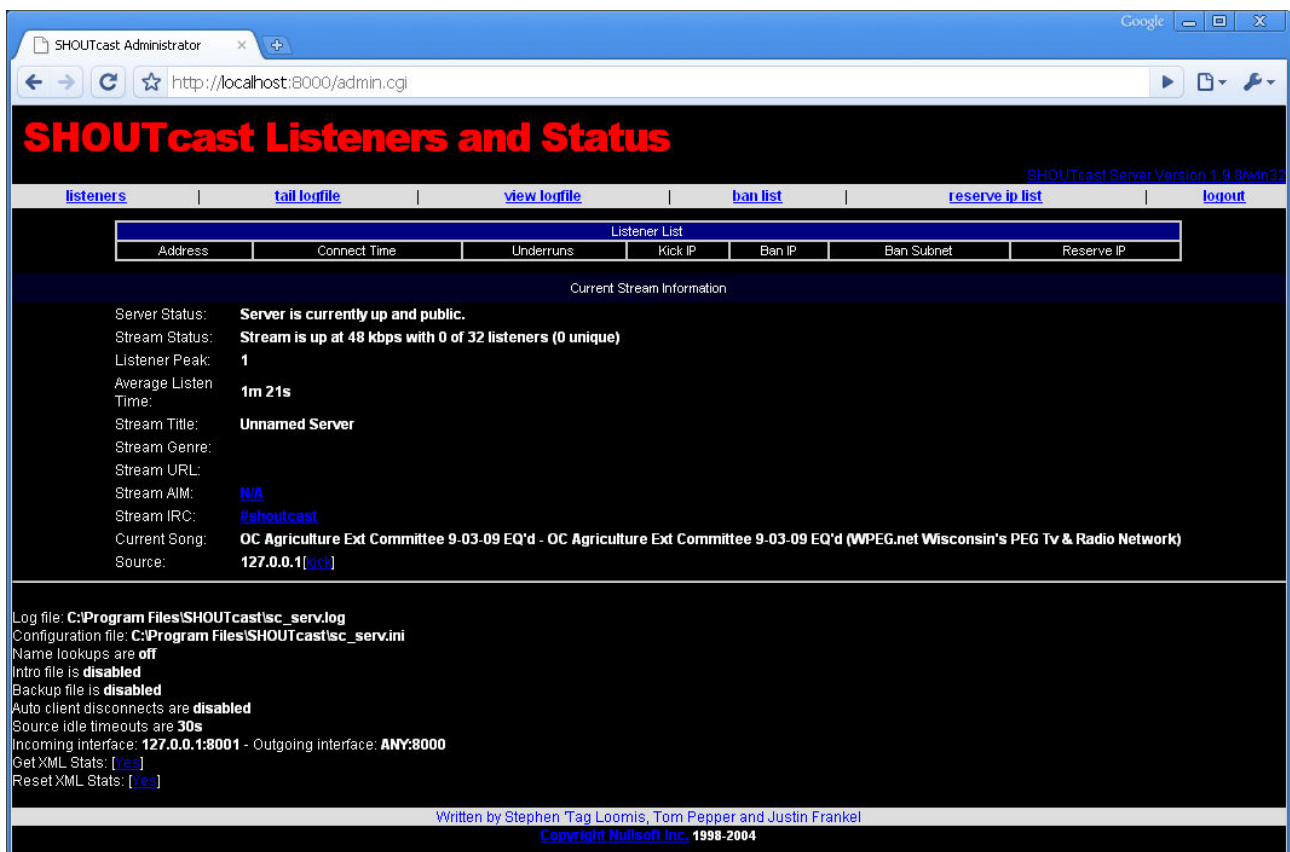 Google
SHOUTcast Administrator
http://localhost:8000/admin.cgi
SHOUTcast Listeners and Status
SHOUTcast Server Version 1.9.8/win32
listeners | tail logfile | view logfile | ban list | reserve ip list | logout
Listener List
Address Connect Time Underruns Kick IP Ban IP Ban Subnet Reserve IP
Current Stream Information
Server Status: Server is currently up and public.
Stream Status: Stream is up at 48 kbps with 0 of 32 listeners (0 unique)
Listener Peak: 1
Average Listen Time: 1m 21s
Stream Title: Unnamed Server
Stream Genre:
Stream URL:
Stream AIM: N/A
Stream IRC: #shoutcast
Current Song: OC Agriculture Ext Committee 9-03-09 EQ'd - OC Agriculture Ext Committee 9-03-09 EQ'd (WPEG.net Wisconsin's PEG Tv & Radio Network)
Source: 127.0.0.1[kick]
Log file: C:\Program Files\SHOUTcast\sc_serv.log
Configuration file: C:\Program Files\SHOUTcast\sc_serv.ini
Name lookups are off
Intro file is disabled
Backup file is disabled
Auto client disconnects are disabled
Source idle timeouts are 30s
Incoming interface: 127.0.0.1:8001 - Outgoing interface: ANY:8000
Get XML Stats: [Yes]
Reset XML Stats: [Yes]
Written by Stephen 'Tag Loomis, Tom Pepper and Justin Frankel
Copyright Nullsoft Inc. 1998-2004